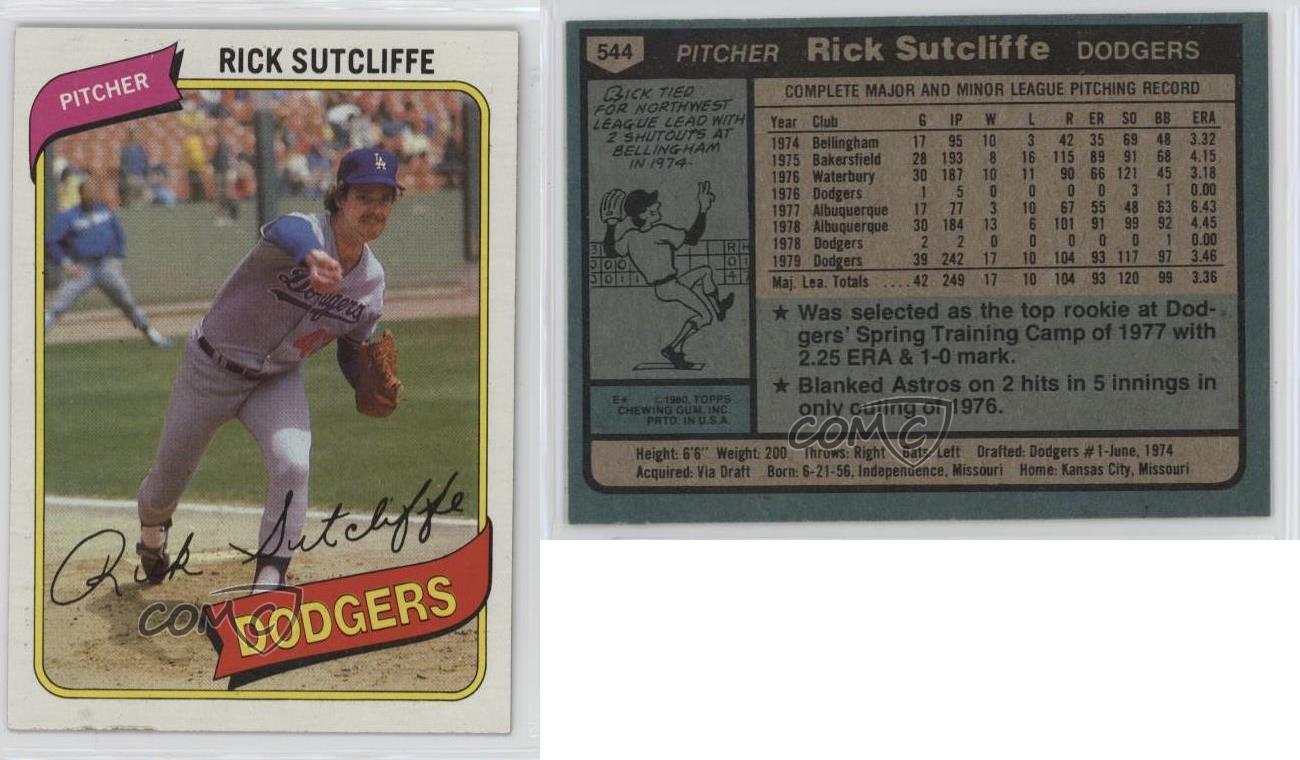 RICK SUTCLIFFE
PITCHER
LA
Dodgers
Rick Sutcliffe
COMC
DODGERS
544 PITCHER Rick Sutcliffe DODGERS
RICK TIED
FOR NORTHWEST
LEAGUE LEAD WITH
2 SHUTOUTS AT
BELLINGHAM
IN 1974.
COMPLETE MAJOR AND MINOR LEAGUE PITCHING RECORD
Year Club G IP W L R ER SO BB ERA
1974 Bellingham 17 95 10 3 42 35 69 48 3.32
1975 Bakersfield 28 193 8 16 115 89 91 68 4.15
1976 Waterbury 30 187 10 11 90 66 121 45 3.18
1976 Dodgers 1 5 0 0 0 0 3 1 0.00
1977 Albuquerque 17 77 3 10 67 55 48 63 6.43
1978 Albuquerque 30 184 13 6 101 91 99 92 4.45
1978 Dodgers 2 2 0 0 0 0 0 1 0.00
1979 Dodgers 39 242 17 10 104 93 117 97 3.46
Maj. Lea. Totals .....42 249 17 10 104 93 120 99 3.36
★ Was selected as the top rookie at Dod-
gers' Spring Training Camp of 1977 with
2.25 ERA & 1-0 mark.
★ Blanked Astros on 2 hits in 5 innings in
only outing of 1976.
E* ©1980, TOPPS
CHEWING GUM, INC.
PRTD. IN U.S.A.
COMC
Height: 6'6" Weight: 200 Throws: Right Bats: Left Drafted: Dodgers #1-June, 1974
Acquired: Via Draft Born: 6-21-56, Independence, Missouri Home: Kansas City, Missouri